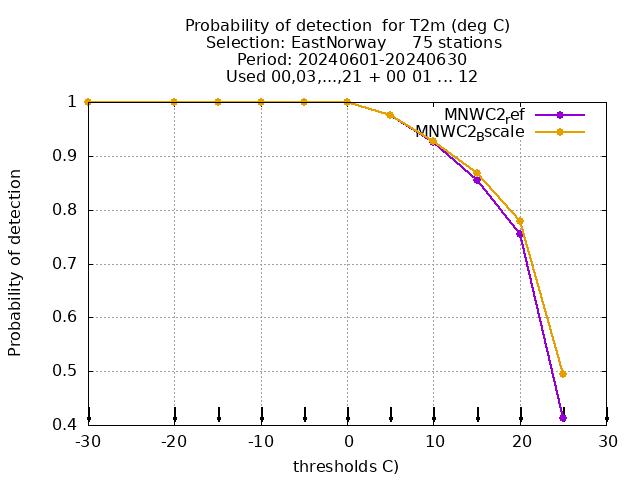 Probability of detection  for T2m (deg C)
Selection: EastNorway     75 stations
Period: 20240601-20240630
Used 00,03,...,21 + 00 01 ... 12
MNWC2ref
MNWC2Bscale
Probability of detection
1
0.9
0.8
0.7
0.6
0.5
0.4
-30
-20
-10
0
10
20
30
thresholds C)